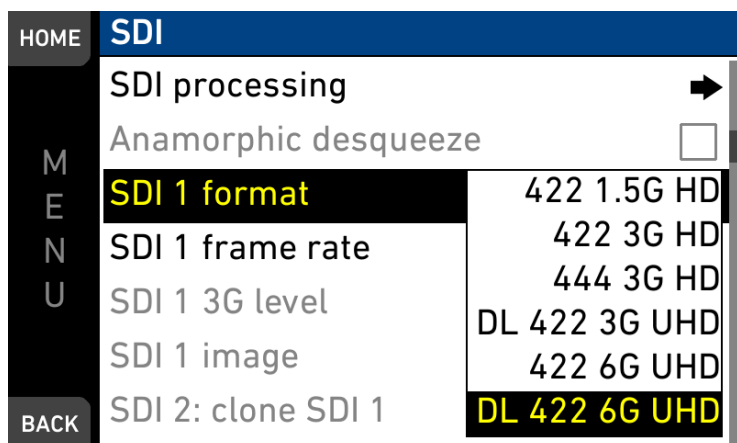 HOME
SDI
SDI processing
Anamorphic desqueeze
SDI 1 format
SDI 1 frame rate
SDI 1 3G level
SDI 1 image
SDI 2: clone SDI 1
422 1.5G HD
422 3G HD
444 3G HD
DL 422 3G UHD
422 6G UHD
DL 422 6G UHD
MENU
BACK